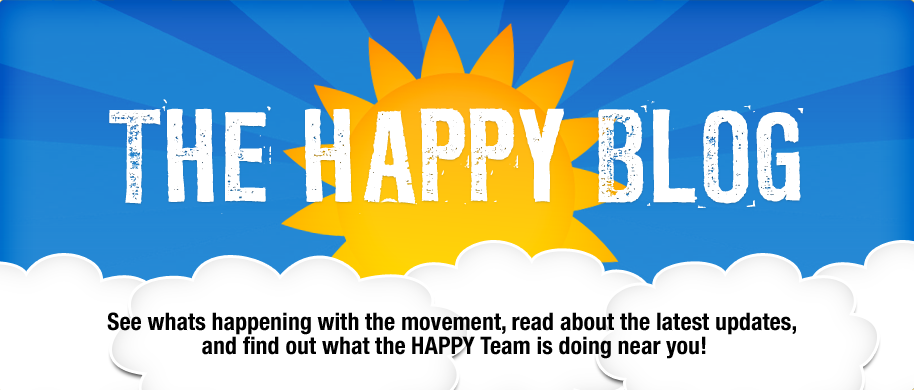 THE HAPPY BLOG
See whats happening with the movement, read about the latest updates,
and find out what the HAPPY Team is doing near you!